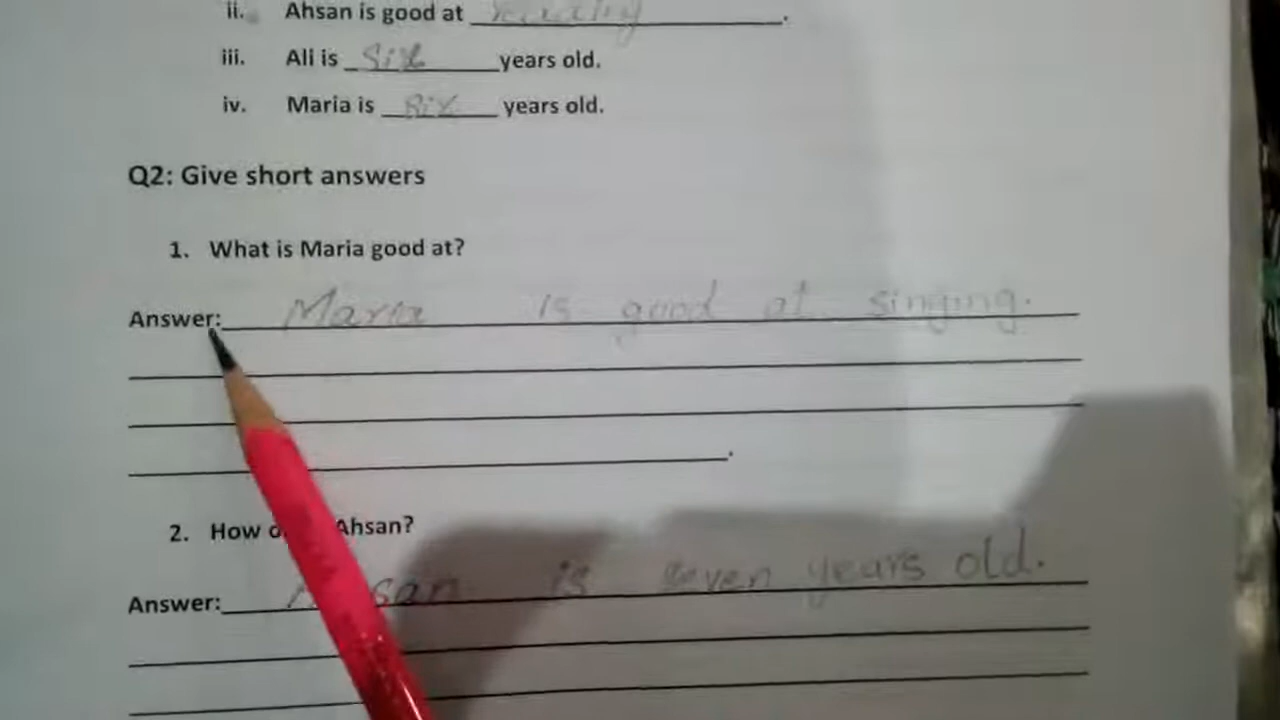 ii. Ahsan is good at ________.
iii. Ali is six years old.
iv. Maria is six years old.
Q2: Give short answers
1. What is Maria good at?
Answer: Maria is good at singing.
2. How Ahsan?
Answer: is seven years old.